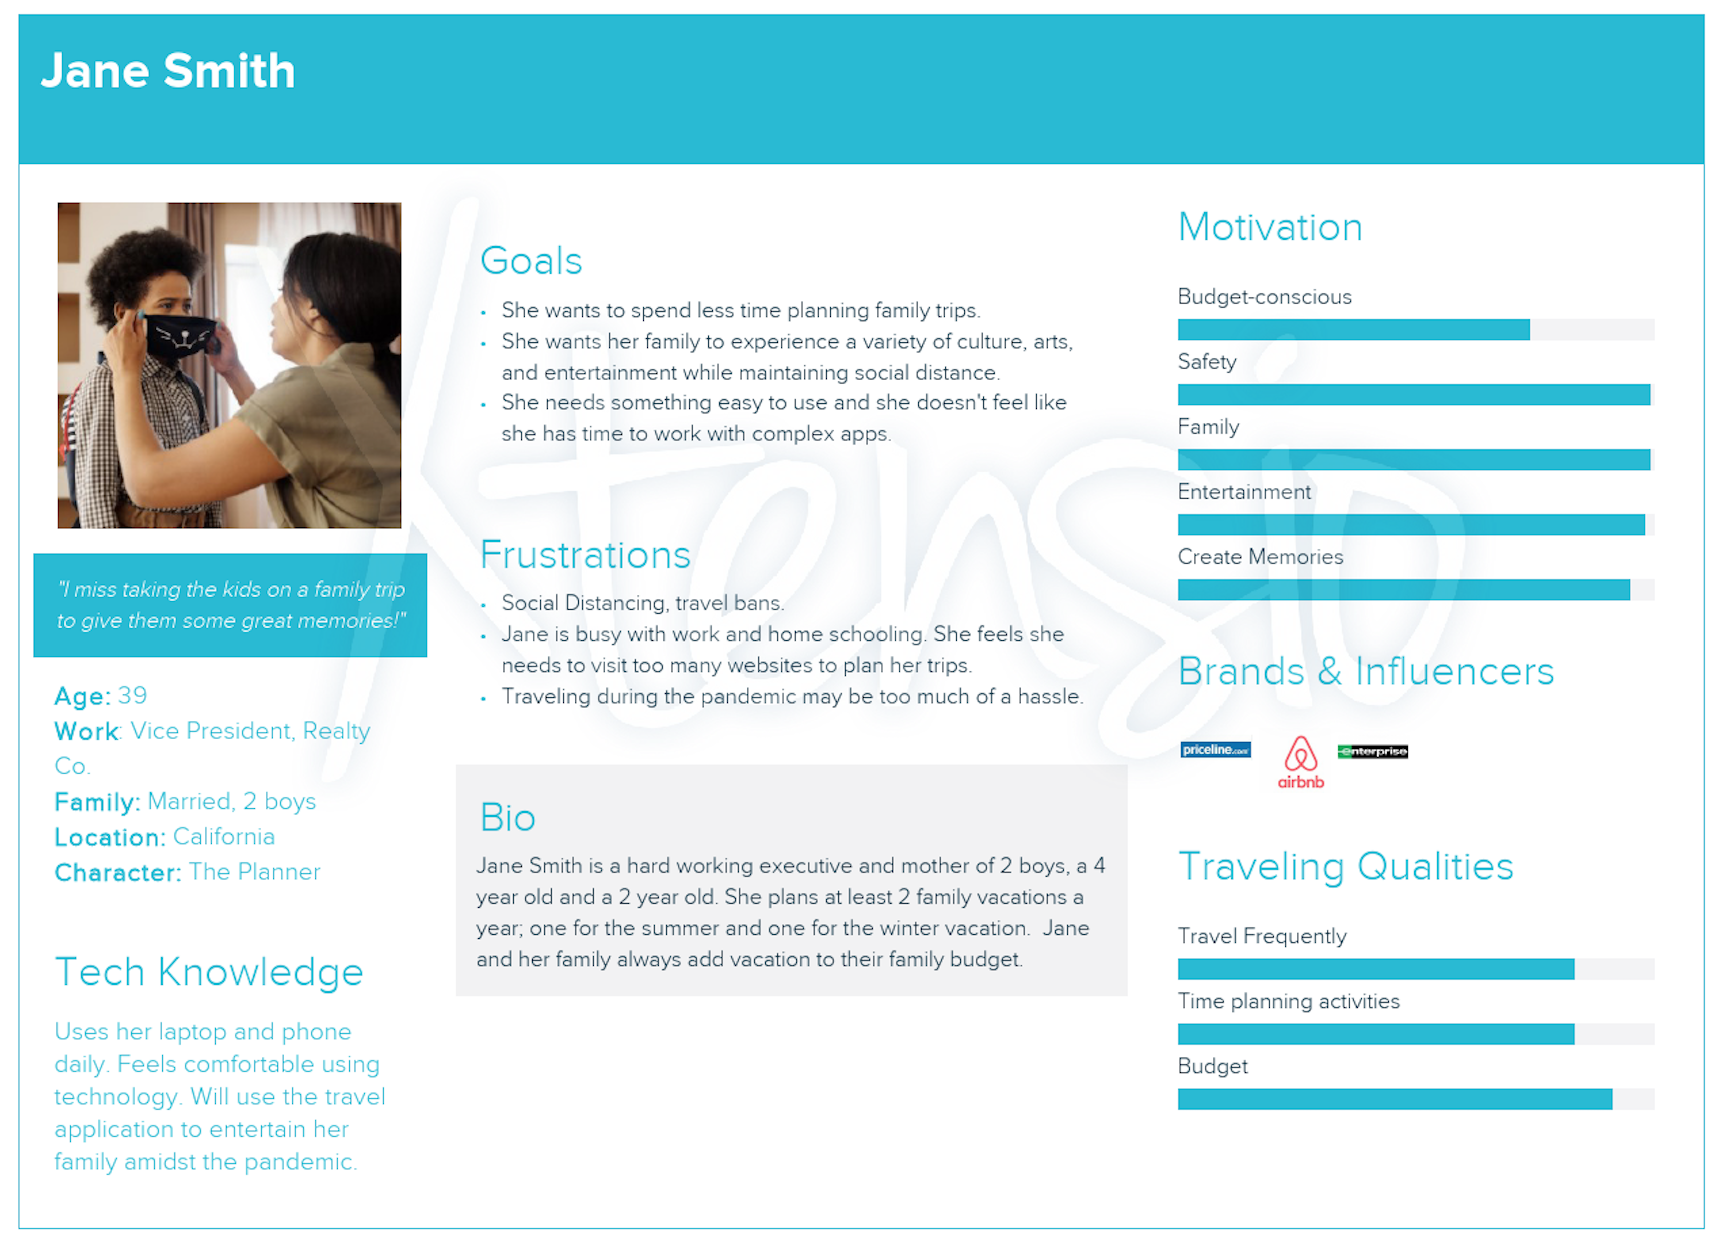 Jane Smith
"I miss taking the kids on a family trip
to give them some great memories!"
Age: 39
Work: Vice President, Realty
Co.
Family: Married, 2 boys
Location: California
Character: The Planner
Tech Knowledge
Uses her laptop and phone
daily. Feels comfortable using
technology. Will use the travel
application to entertain her
family amidst the pandemic.
Goals
• She wants to spend less time planning family trips.
• She wants her family to experience a variety of culture, arts,
and entertainment while maintaining social distance.
• She needs something easy to use and she doesn't feel like
she has time to work with complex apps.
Frustrations
• Social Distancing, travel bans.
• Jane is busy with work and home schooling. She feels she
needs to visit too many websites to plan her trips.
• Traveling during the pandemic may be too much of a hassle.
Bio
Jane Smith is a hard working executive and mother of 2 boys, a 4
year old and a 2 year old. She plans at least 2 family vacations a
year; one for the summer and one for the winter vacation.  Jane
and her family always add vacation to their family budget.
Motivation
Budget-conscious
Safety
Family
Entertainment
Create Memories
Brands & Influencers
priceline.com
airbnb
enterprise
Traveling Qualities
Travel Frequently
Time planning activities
Budget
Xtensio